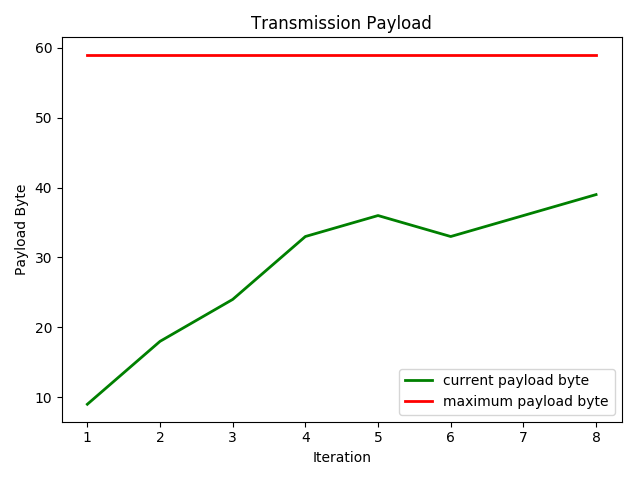 Transmission Payload
60
50
40
30
20
10
Payload Byte
current payload byte
maximum payload byte
1 2 3 4 5 6 7 8
Iteration